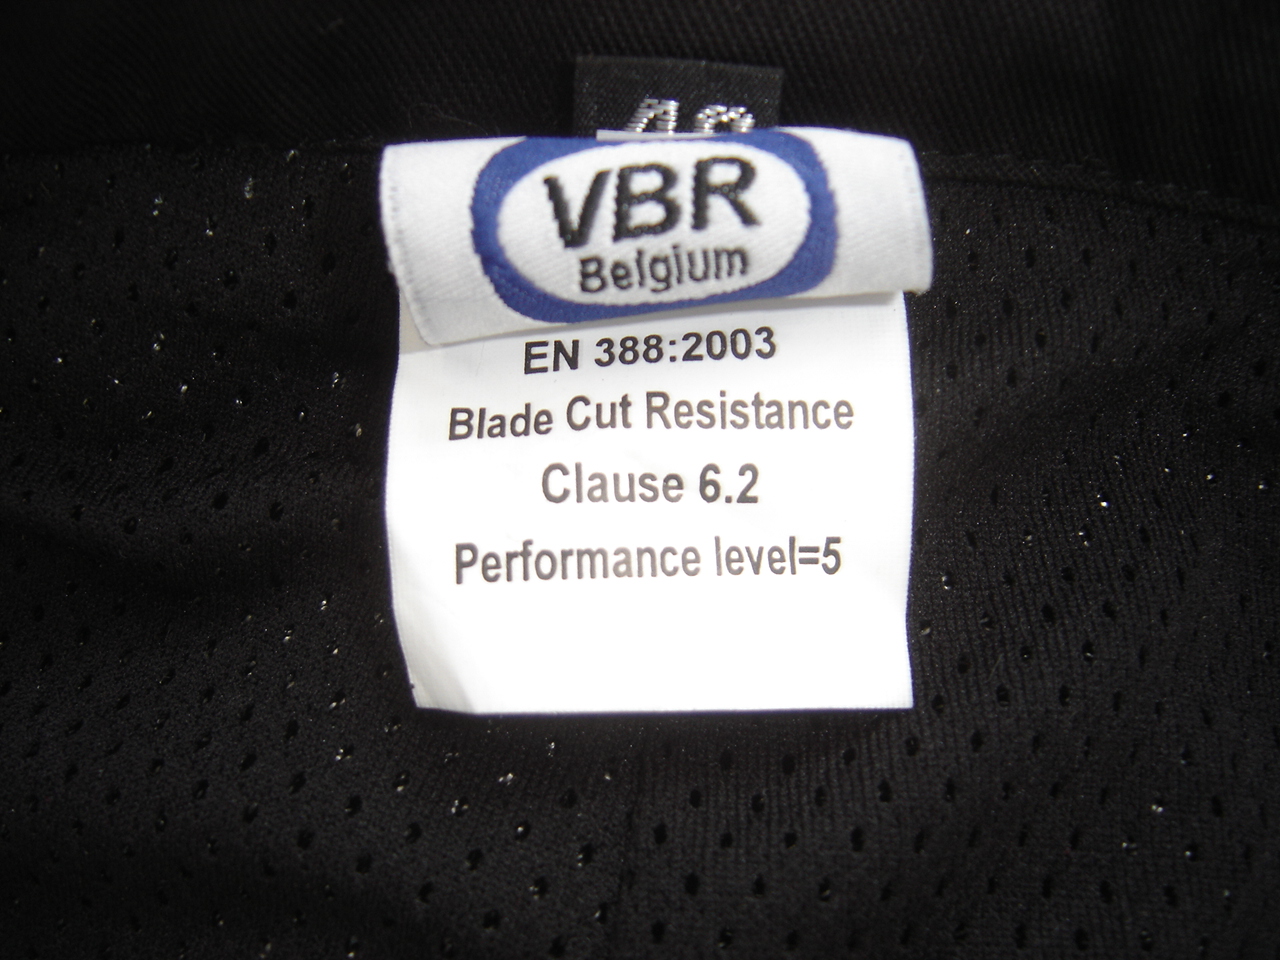 VBR
Belgium
EN 388:2003
Blade Cut Resistance
Clause 6.2
Performance level=5